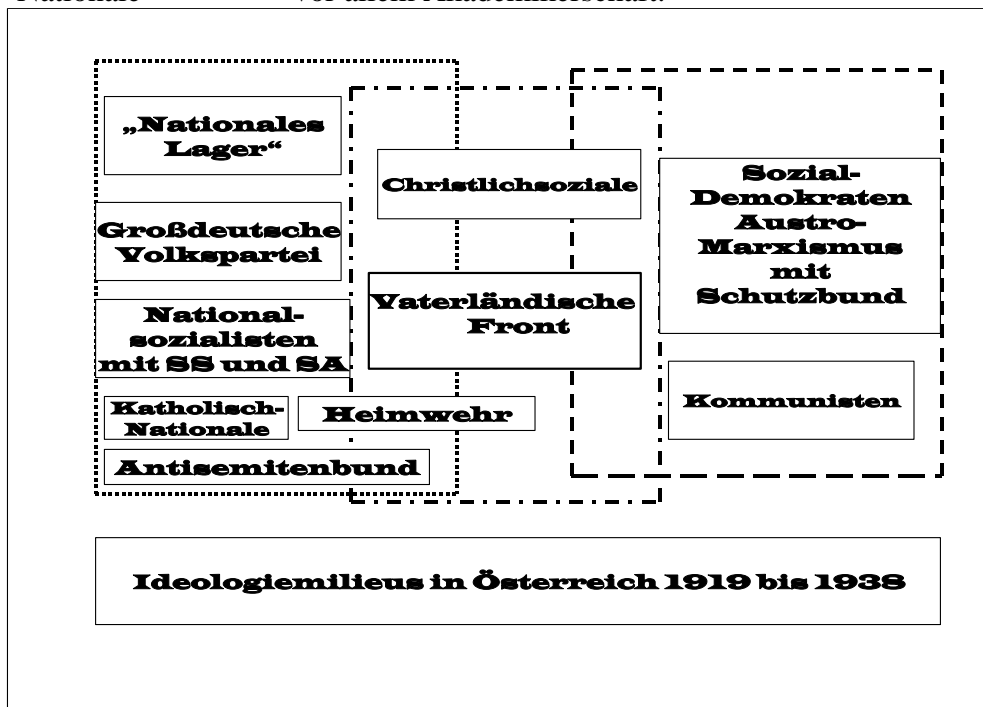 „Nationales
Lager“
Großdeutsche
Volkspartei
National-
sozialisten
mit SS und SA
Katholisch-
Nationale
Heimwehr
Antisemitenbund
Christlichsoziale
Vaterländische
Front
Sozial-
Demokraten
Austro-
Marxismus
mit
Schutzbund
Kommunisten
Ideologiemilieus in Österreich 1919 bis 1938